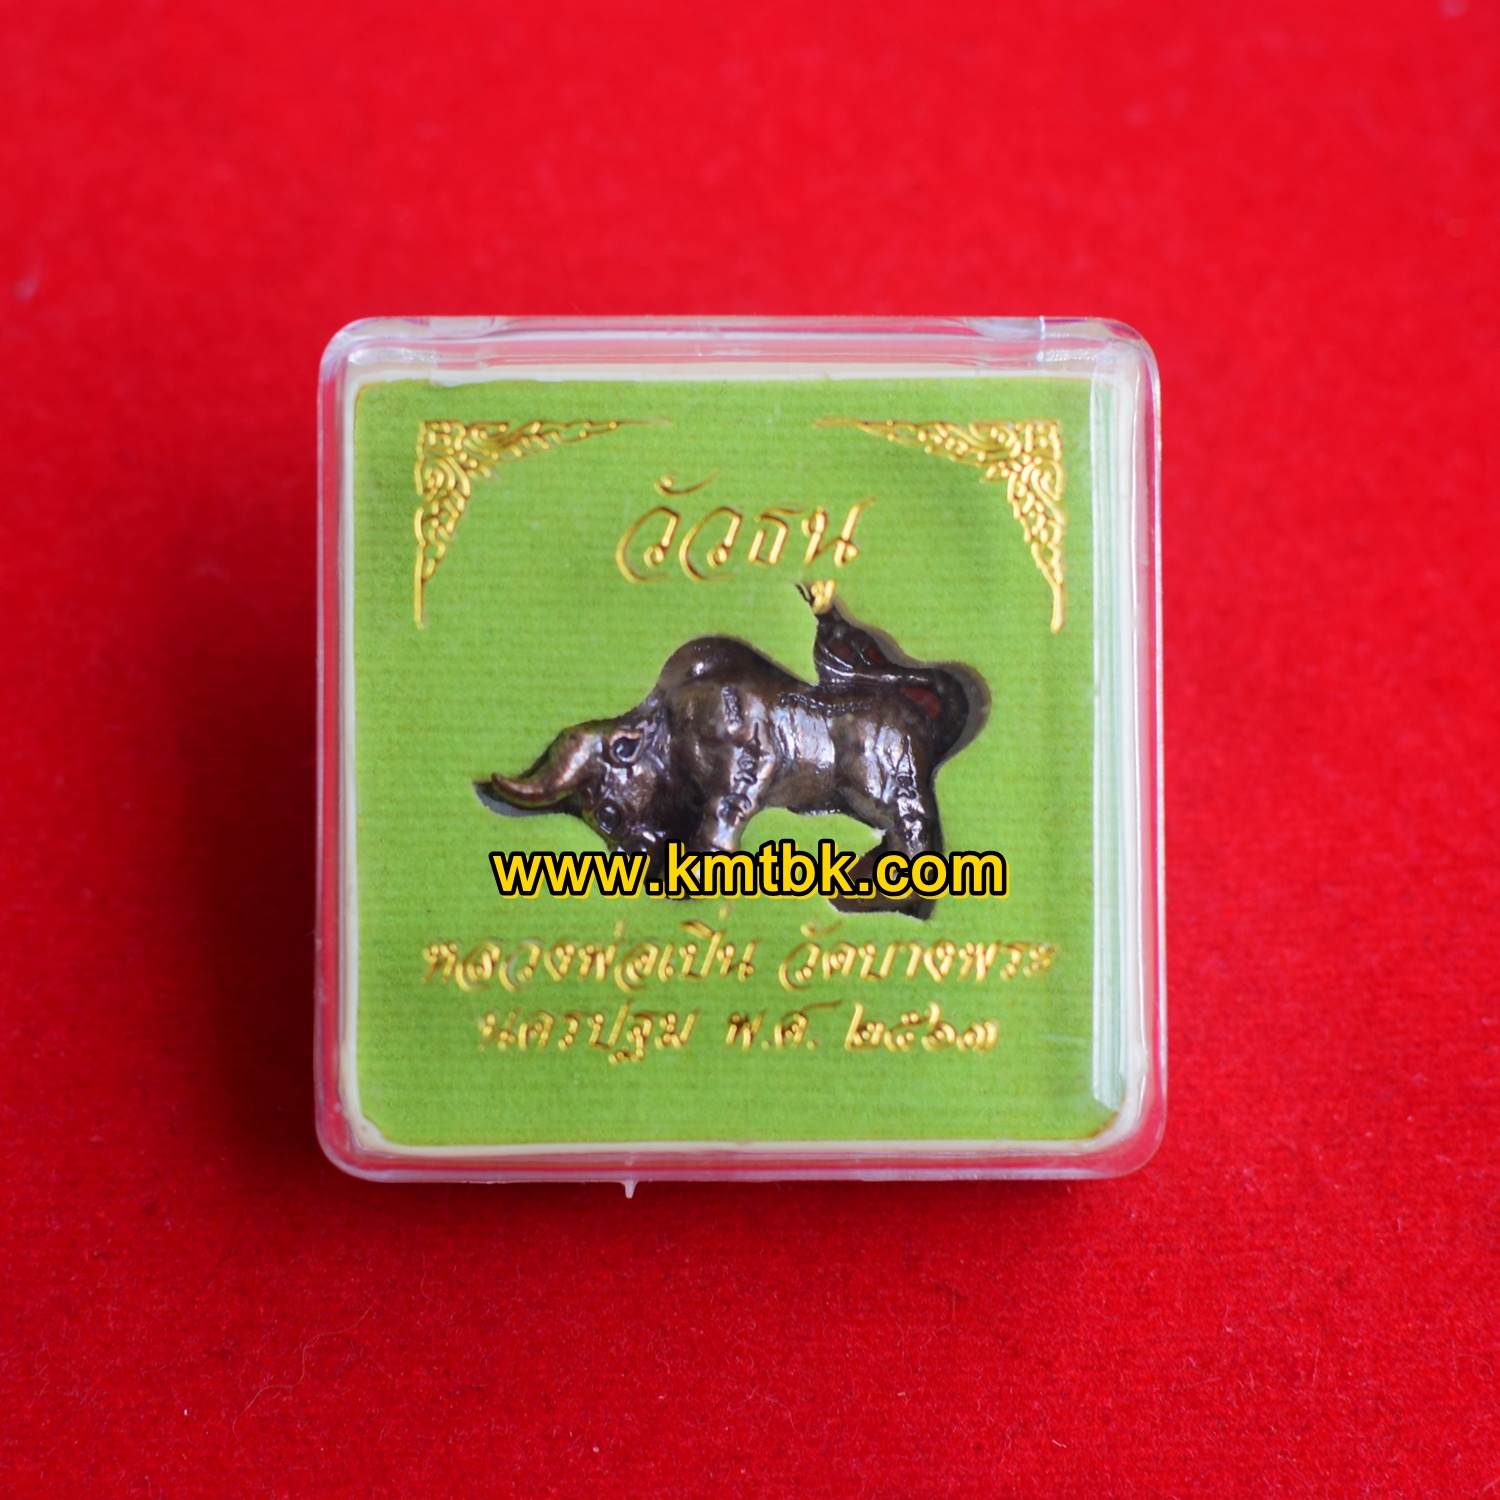 วัวธนู
www.kmtbk.com
หลวงพ่อเปิ่น วัดบางพระ
นครปฐม พ.ศ. ๒๕๖๓